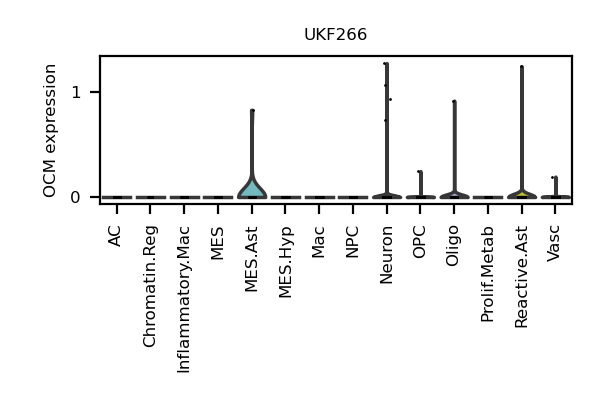 UKF266
OCM expression
1
0
AC
Chromatin.Reg
Inflammatory.Mac
MES
MES.Ast
MES.Hyp
Mac
NPC
Neuron
OPC
Oligo
Prolif.Metab
Reactive.Ast
Vasc